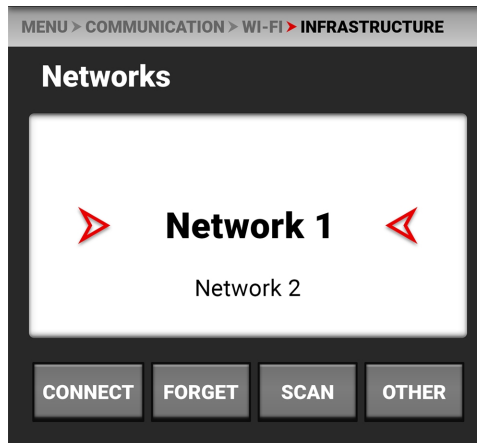 MENU > COMMUNICATION > WI-FI > INFRASTRUCTURE
Networks
Network 1
Network 2
CONNECT FORGET SCAN OTHER